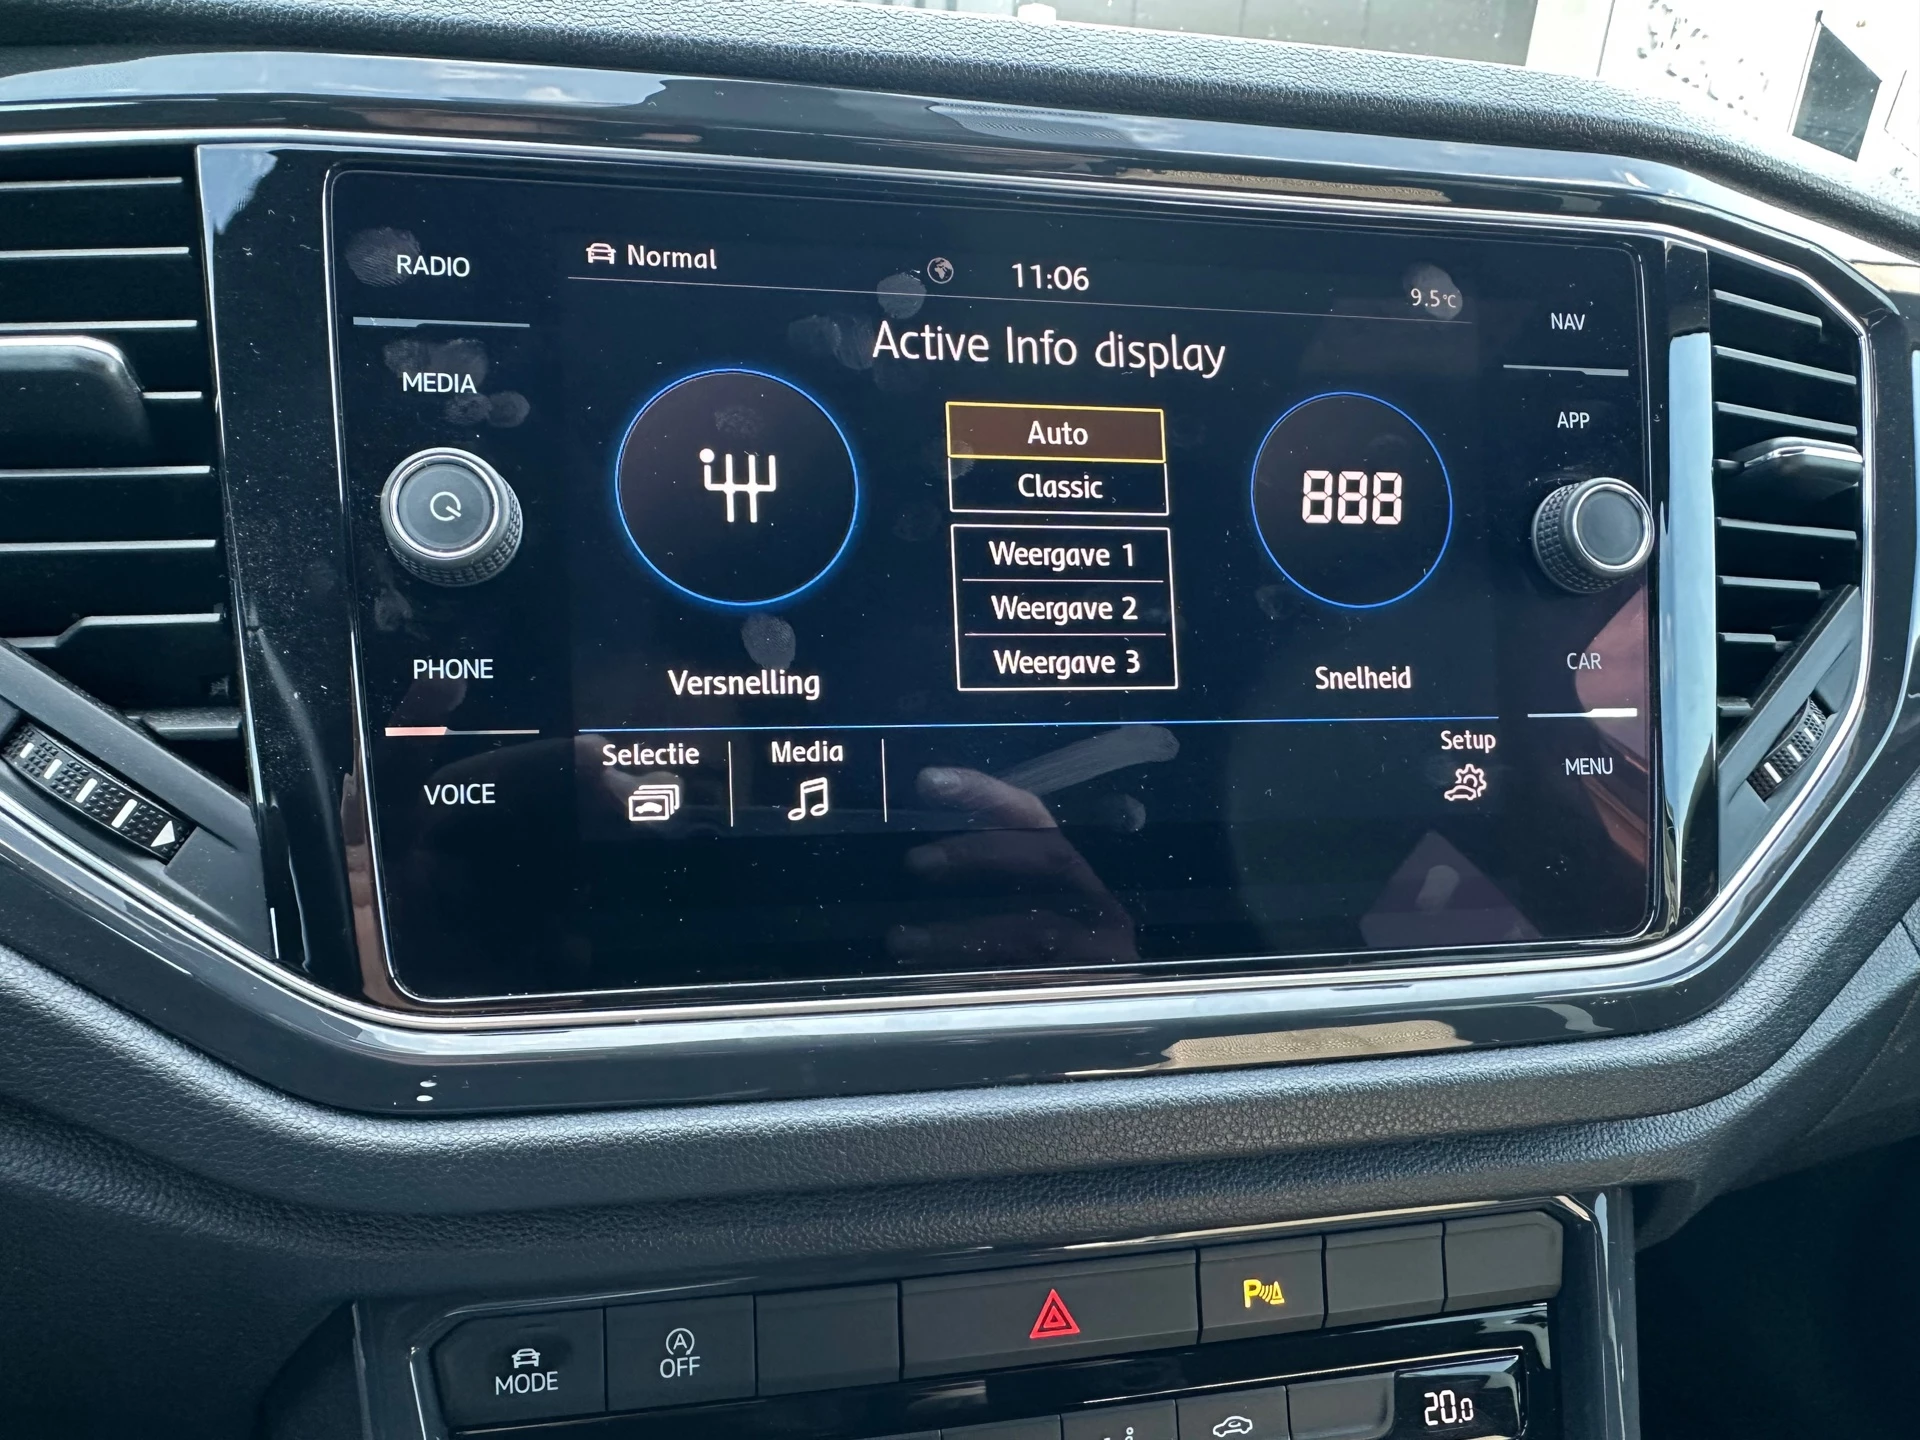 RADIO
MEDIA
PHONE
VOICE
Normal
11:06
9.5°C
Active Info display
Auto
Classic
Weergave 1
Weergave 2
Weergave 3
888
Versnelling
Snelheid
Selectie
Media
Setup
NAV
APP
CAR
MENU
MODE
A
OFF
P
20.0